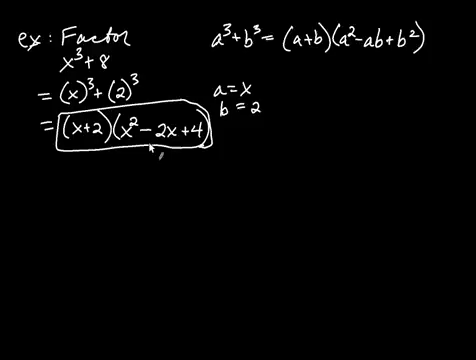 ex: Factor
x³+8
= (x)³+(2)³
= (x+2)(x²-2x+4)
a³+b³ = (a+b)(a²-ab+b²)
a=x
b=2